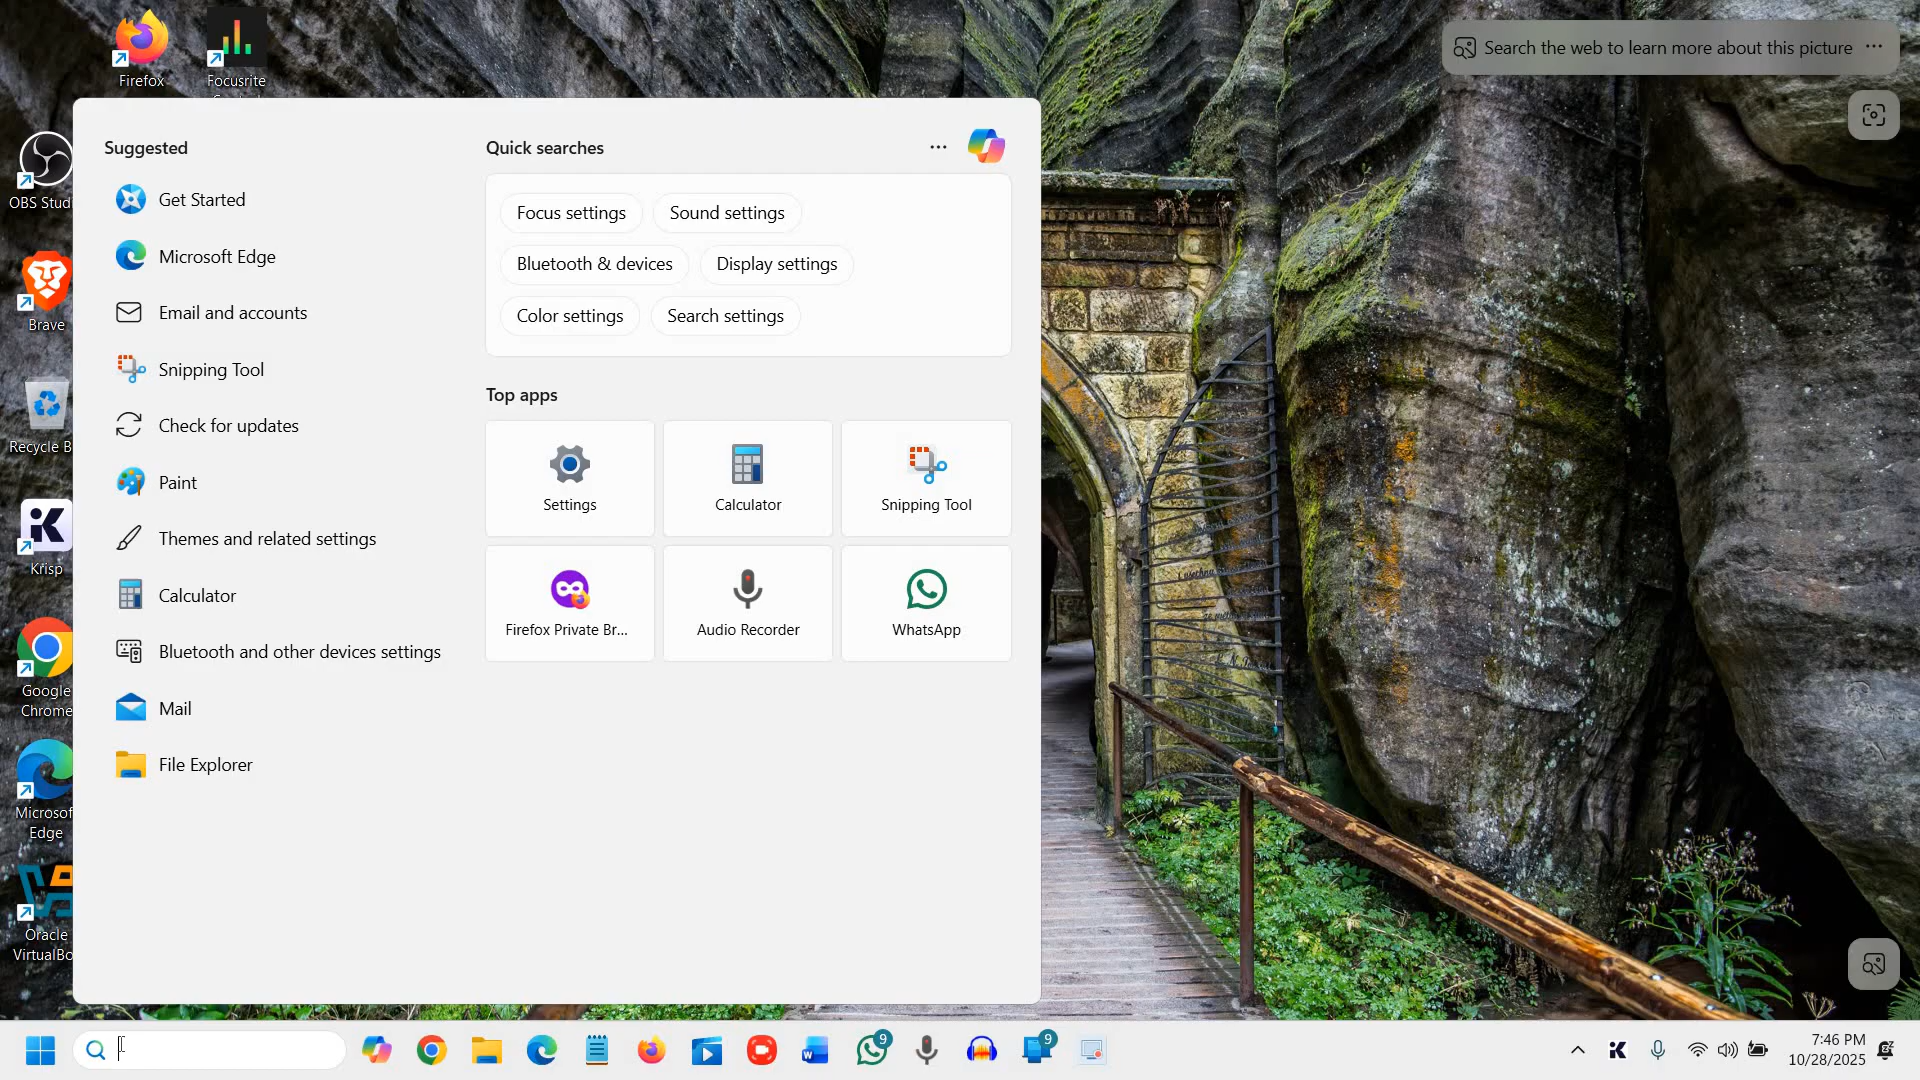 Firefox
Focusrite
Search the web to learn more about this picture
OBS Studi
Brave
Recycle B
Krisp
Google
Chrome
Microsof
Edge
Oracle
VirtualBo
Suggested
Get Started
Microsoft Edge
Email and accounts
Snipping Tool
Check for updates
Paint
Themes and related settings
Calculator
Bluetooth and other devices settings
Mail
File Explorer
Quick searches
Focus settings
Sound settings
Bluetooth & devices
Display settings
Color settings
Search settings
Top apps
Settings
Calculator
Snipping Tool
Firefox Private Br...
Audio Recorder
WhatsApp
9
9
7:46 PM
10/28/2025